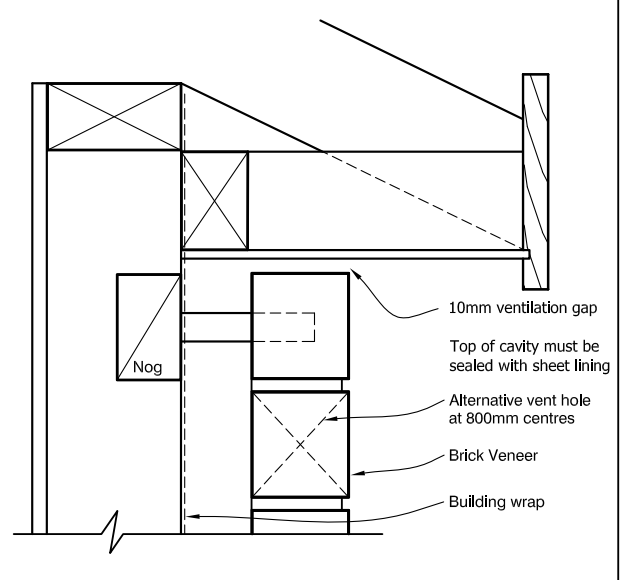 10mm ventilation gap
Top of cavity must be
sealed with sheet lining
Nog
Alternative vent hole
at 800mm centres
Brick Veneer
Building wrap